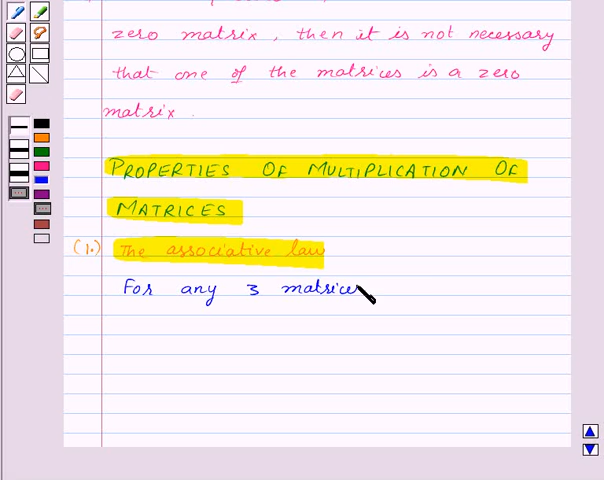 zero matrix, then it is not necessary
that one of the matrices is a zero
matrix.
PROPERTIES OF MULTIPLICATION OF
MATRICES
(1.) The associative law
For any 3 matrices